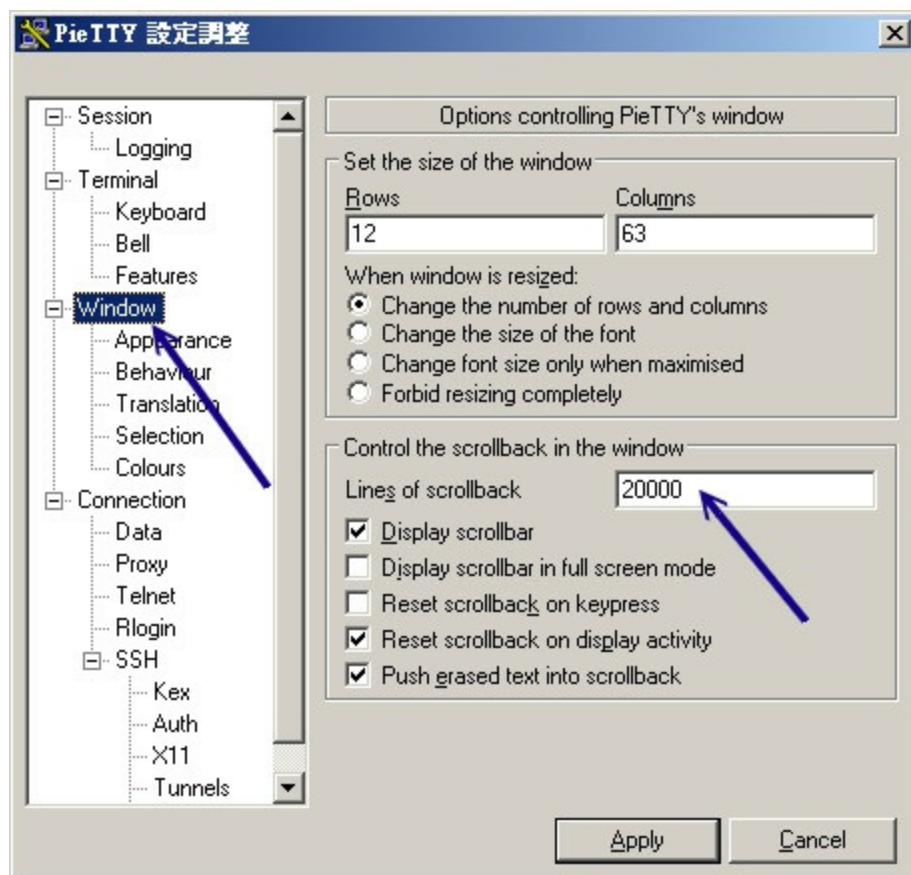 PieTTY 設定調整
Session
Logging
Terminal
Keyboard
Bell
Features
Window
Appearance
Behaviour
Translation
Selection
Colours
Connection
Data
Proxy
Telnet
Rlogin
SSH
Kex
Auth
X11
Tunnels
Options controlling PieTTY's window
Set the size of the window
Rows Columns
12 63
When window is resized:
Change the number of rows and columns
Change the size of the font
Change font size only when maximised
Forbid resizing completely
Control the scrollback in the window
Lines of scrollback 20000
Display scrollbar
Display scrollbar in full screen mode
Reset scrollback on keypress
Reset scrollback on display activity
Push erased text into scrollback
Apply Cancel